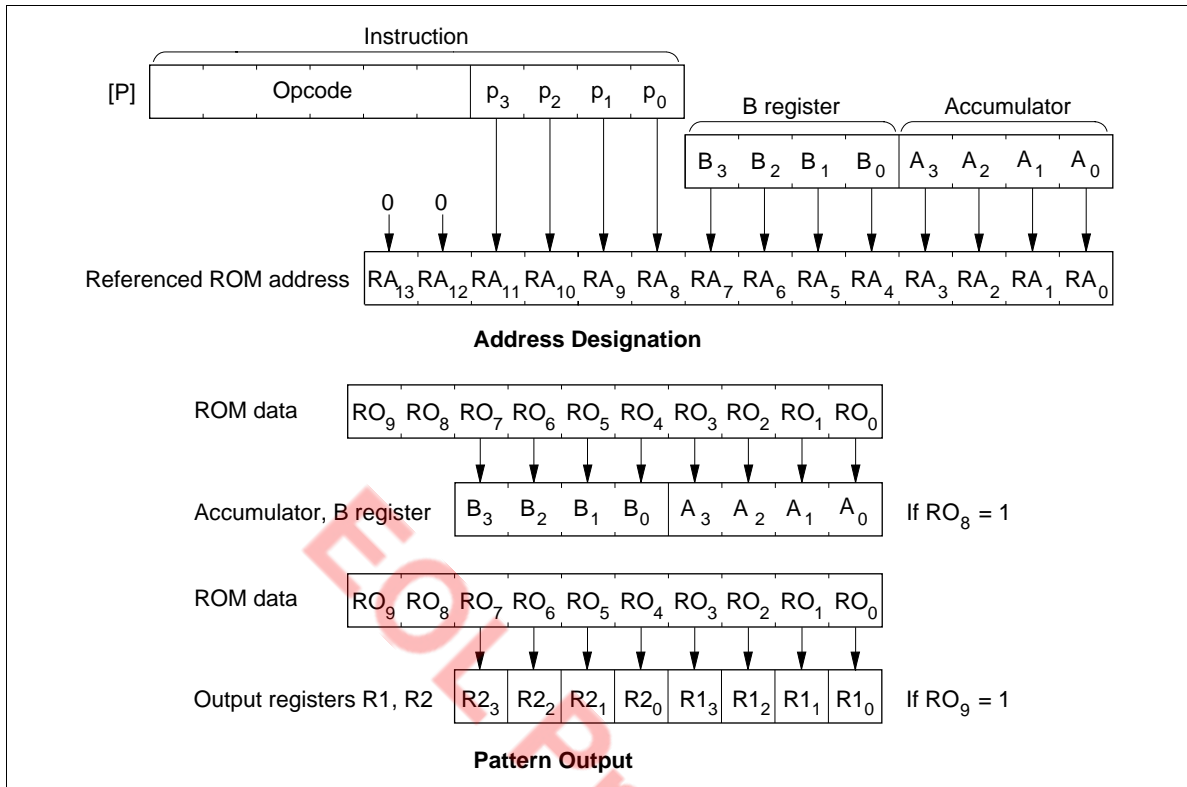 Instruction
[P] Opcode p3 p2 p1 p0
B register Accumulator
B3 B2 B1 B0 A3 A2 A1 A0
0 0
Referenced ROM address RA13 RA12 RA11 RA10 RA9 RA8 RA7 RA6 RA5 RA4 RA3 RA2 RA1 RA0
Address Designation
ROM data RO9 RO8 RO7 RO6 RO5 RO4 RO3 RO2 RO1 RO0
Accumulator, B register B3 B2 B1 B0 A3 A2 A1 A0 If RO8 = 1
ROM data RO9 RO8 RO7 RO6 RO5 RO4 RO3 RO2 RO1 RO0
Output registers R1, R2 R23 R22 R21 R20 R13 R12 R11 R10 If RO9 = 1
Pattern Output
EOL Pr